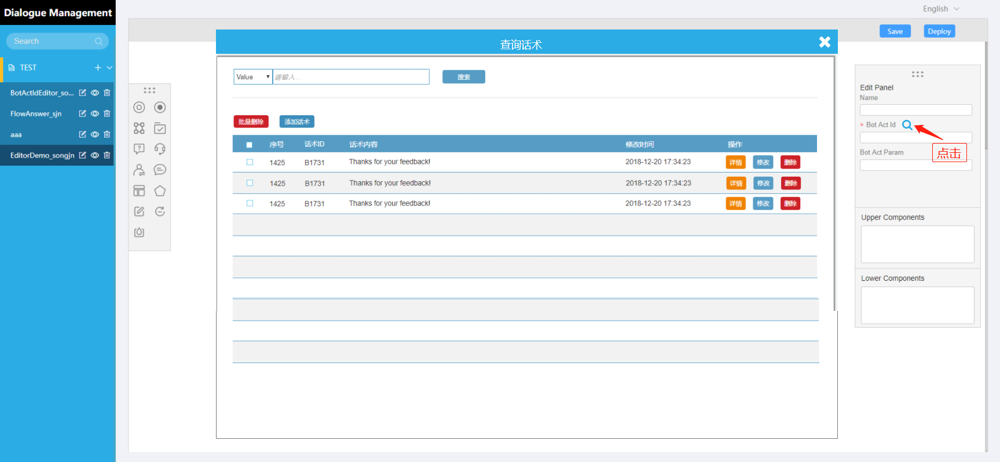 Dialogue Management
English
Search
Save
Deploy
查询话术
TEST
Value
请输入...
搜索
BotActIdEditor_so...
FlowAnswer_sjn
aaa
EditorDemo_songjn
批量删除
添加话术
序号
话术ID
话术内容
修改时间
操作
1425
B1731
Thanks for your feedback!
2018-12-20 17:34:23
详情
修改
删除
1425
B1731
Thanks for your feedback!
2018-12-20 17:34:23
详情
修改
删除
1425
B1731
Thanks for your feedback!
2018-12-20 17:34:23
详情
修改
删除
Edit Panel
Name
* Bot Act Id
Bot Act Param
点击
Upper Components
Lower Components